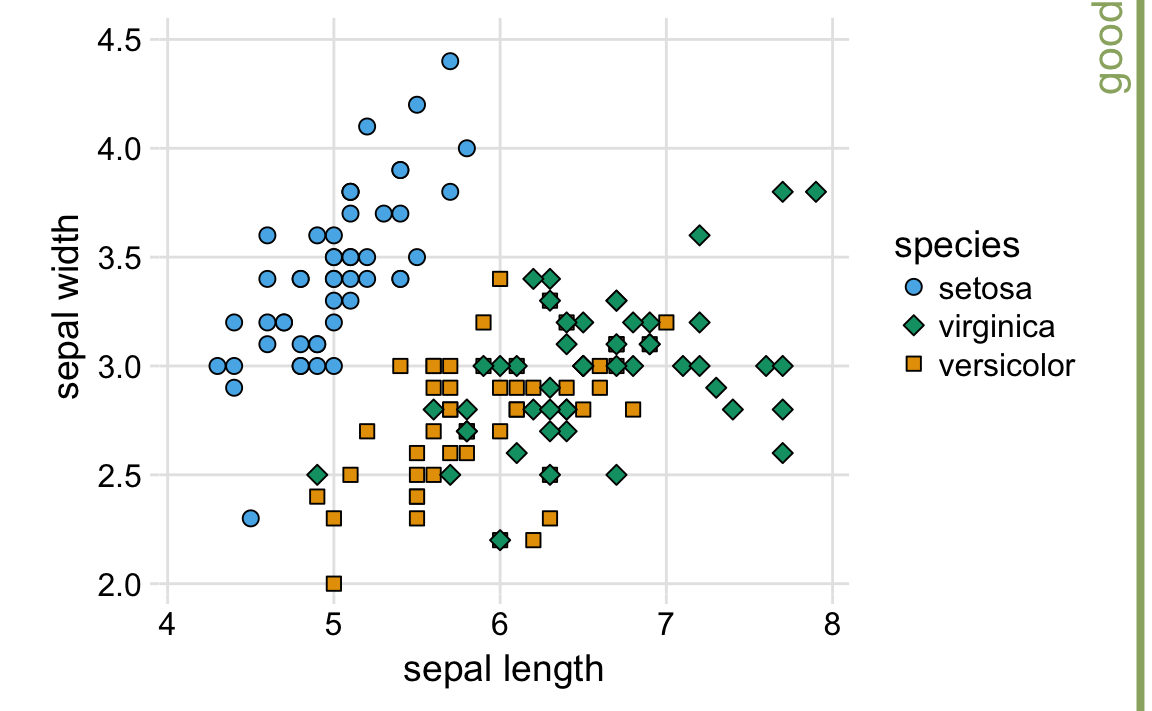 good
4.5
4.0
3.5
3.0
2.5
2.0
sepal width
4 5 6 7 8
sepal length
species
setosa
virginica
versicolor